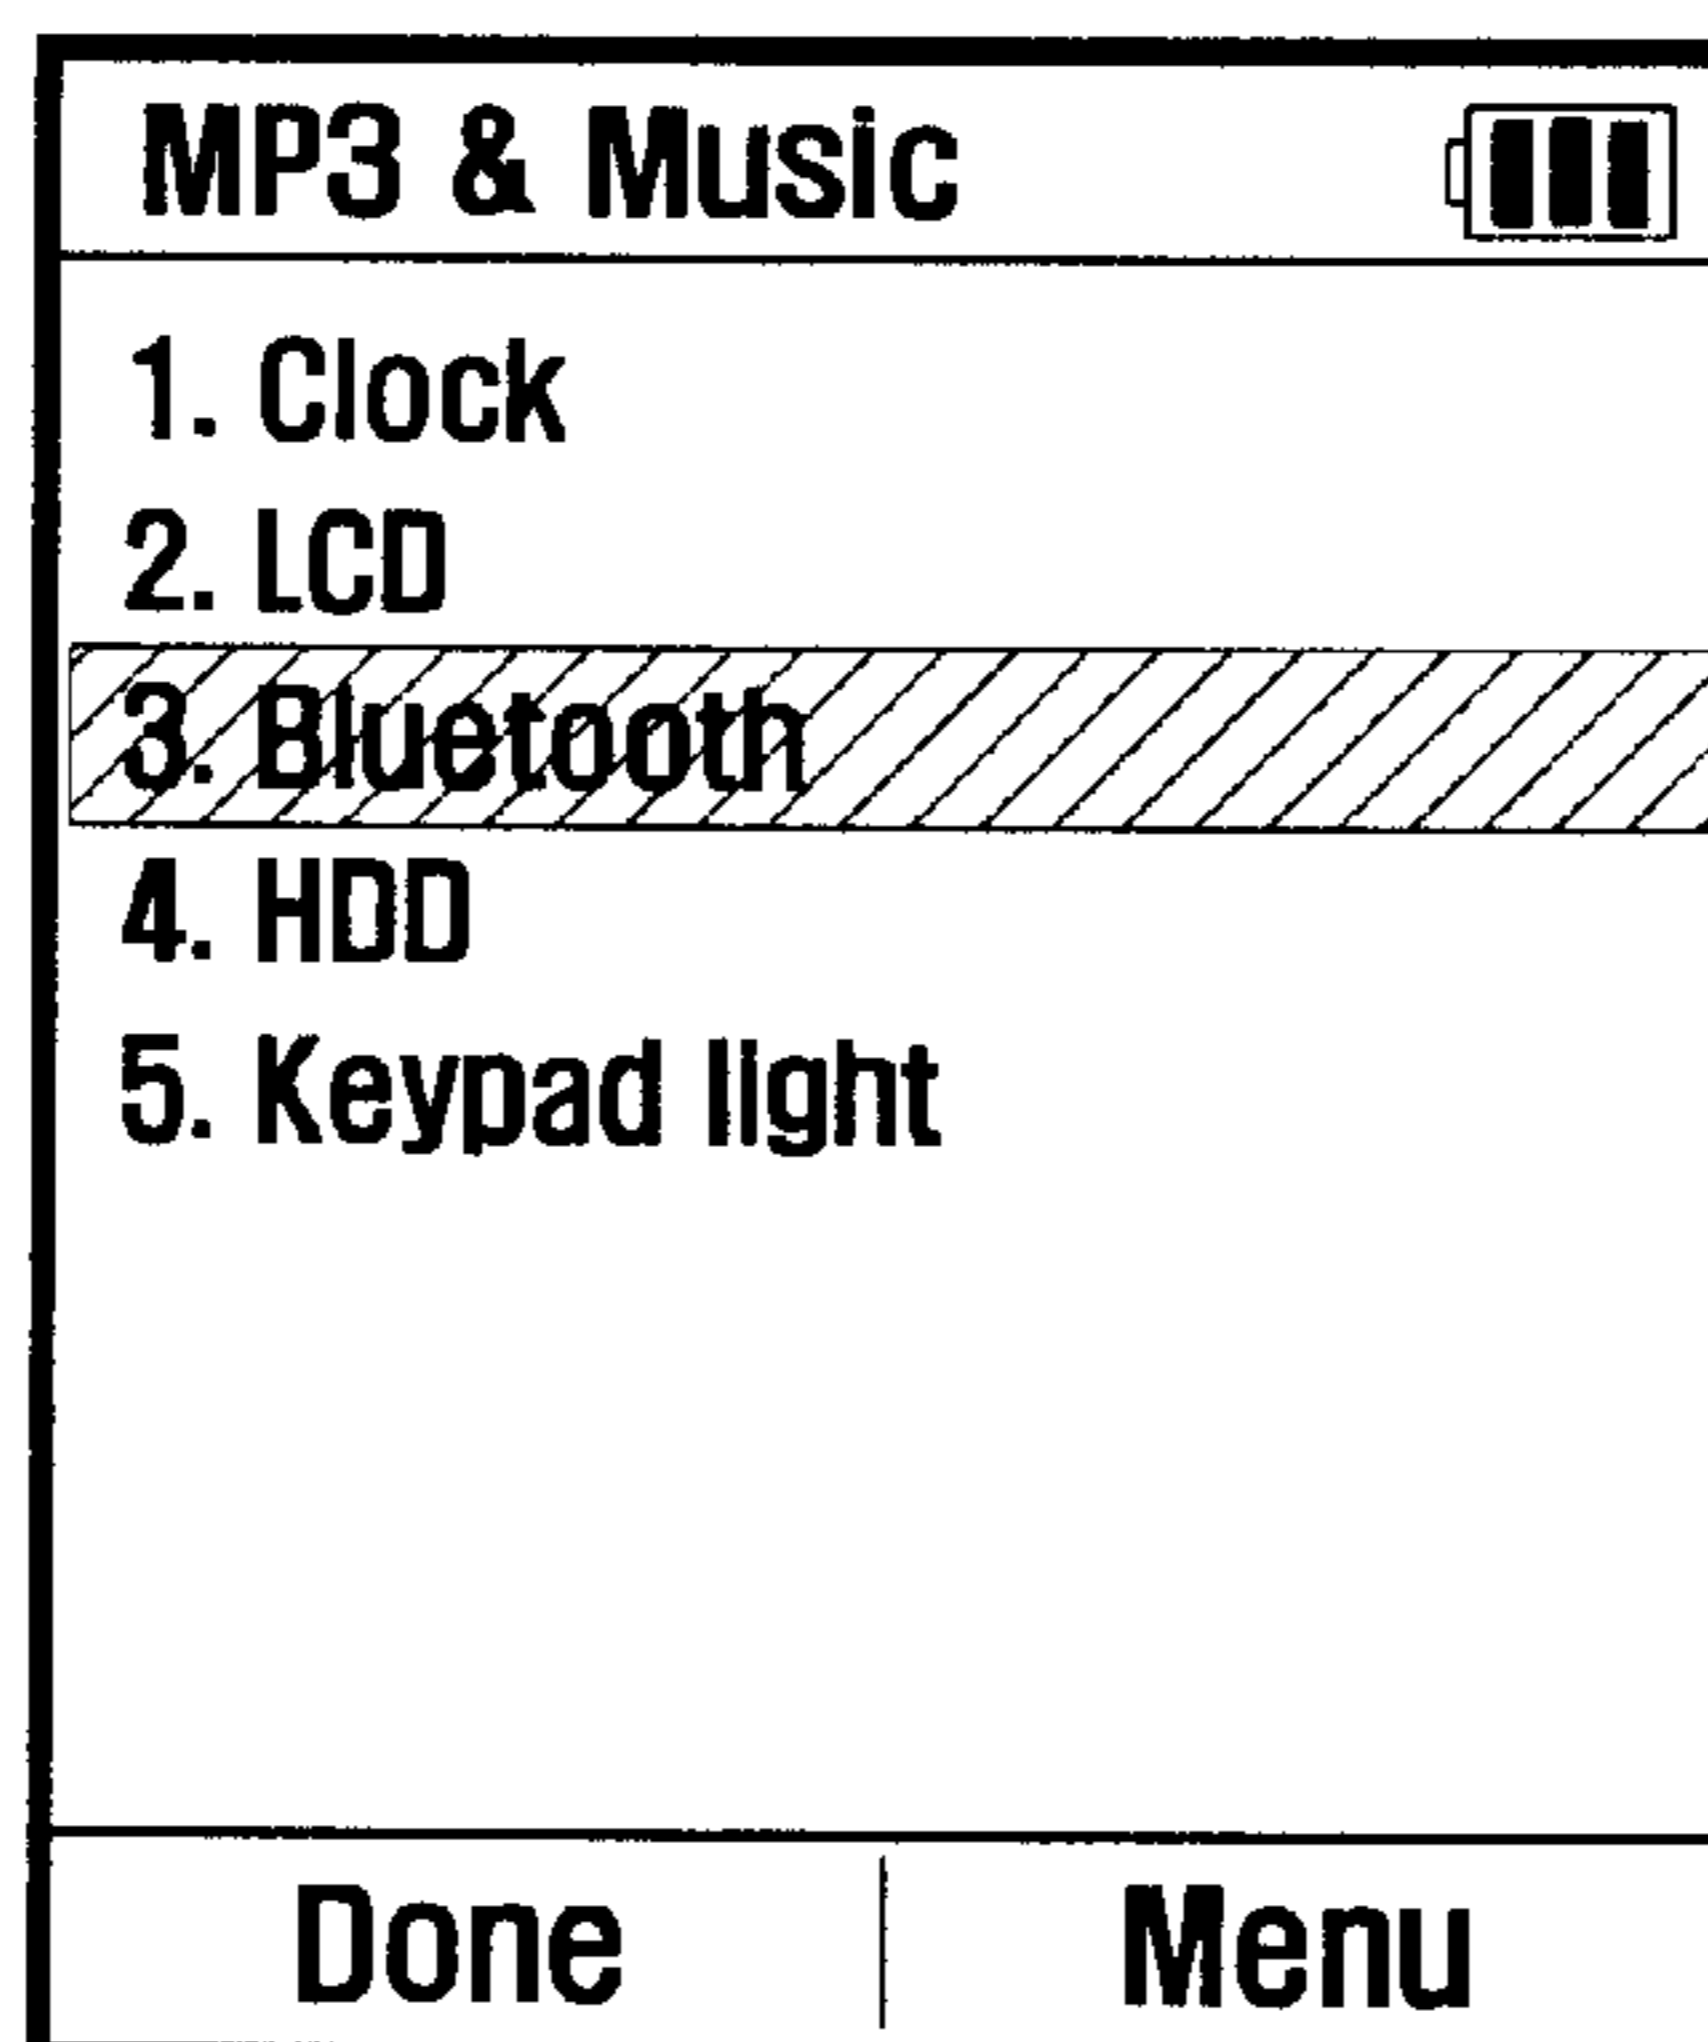 MP3 & Music
1. Clock
2. LCD
3. Bluetooth
4. HDD
5. Keypad light
Done
Menu